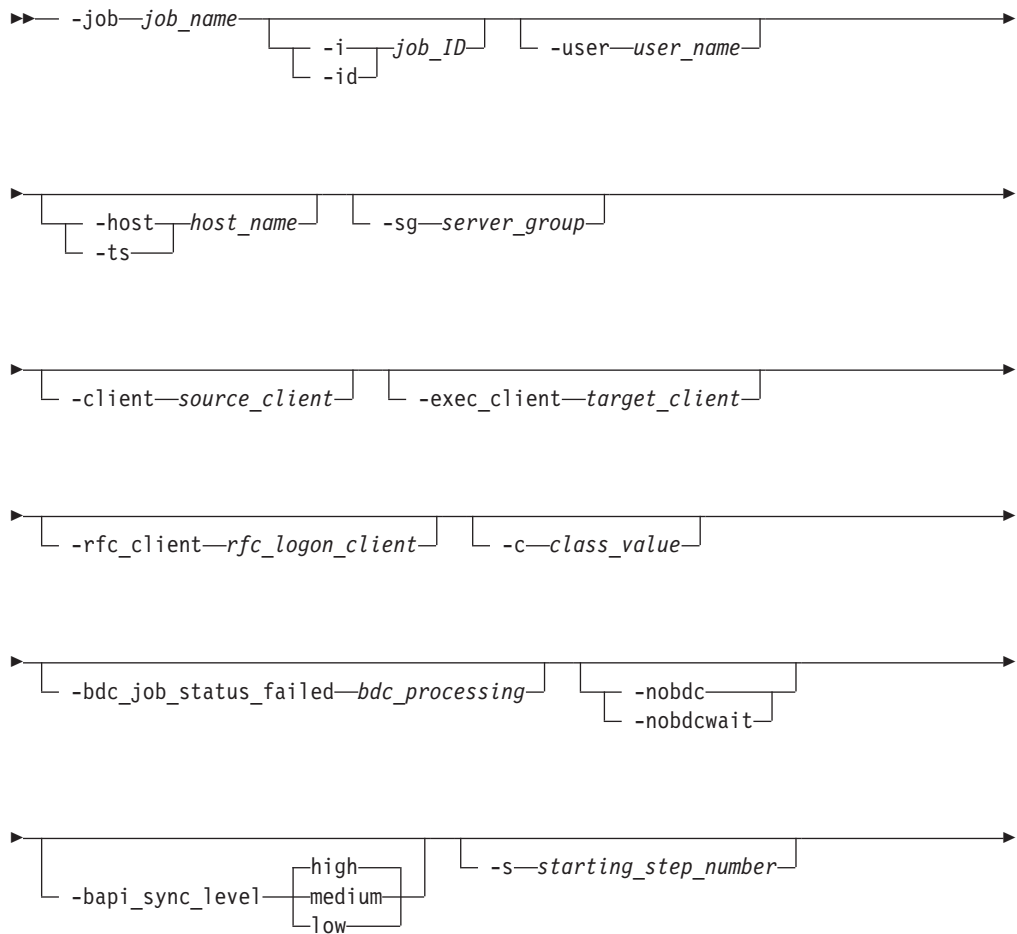 -job job_name
-i job_ID -user user_name
-id
-host host_name -sg server_group
-ts
-client source_client -exec_client target_client
-rfc_client rfc_logon_client -c class_value
-bdc_job_status_failed bdc_processing -nobdc
-nobdcwait
high -s starting_step_number
-bapi_sync_level medium
low